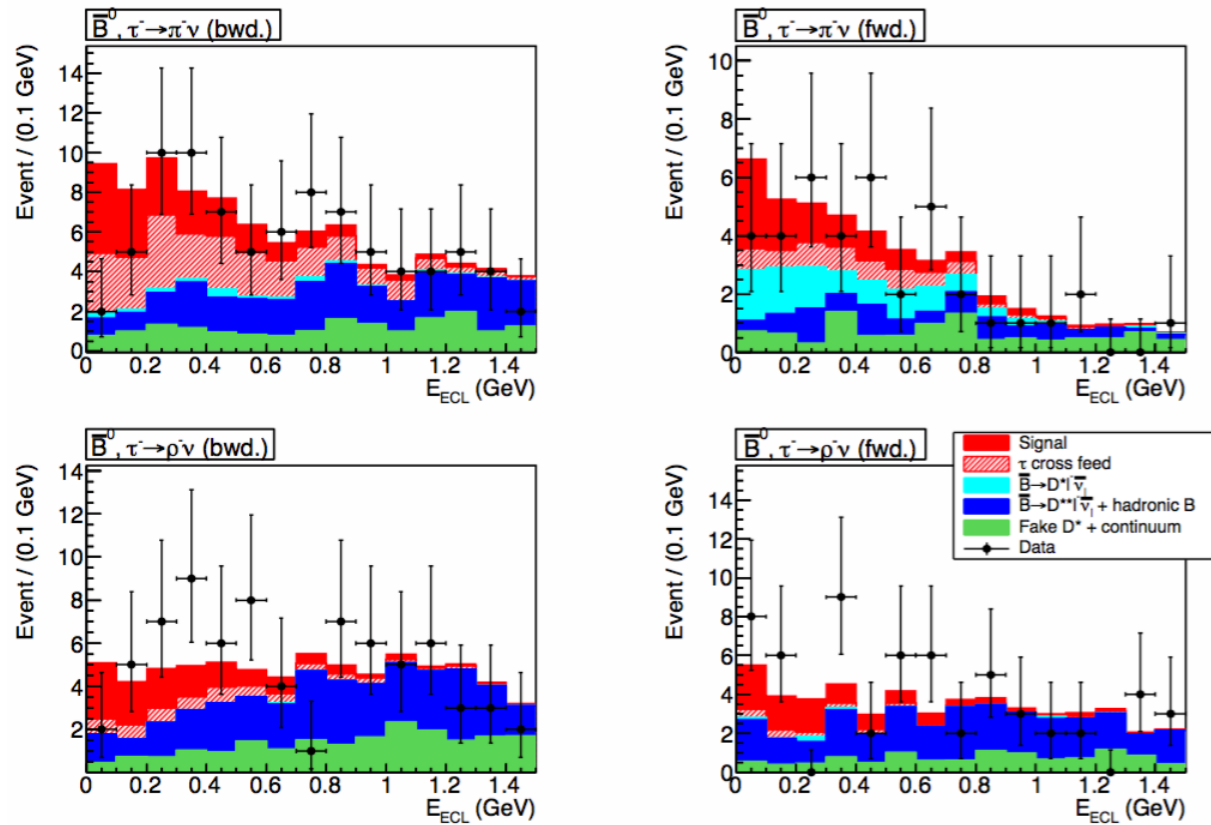 B̅⁰, τ⁻→π⁻ν (bwd.)
Event / (0.1 GeV)
14
12
10
8
6
4
2
0
0 0.2 0.4 0.6 0.8 1 1.2 1.4
E_ECL (GeV)
B̅⁰, τ⁻→π⁻ν (fwd.)
Event / (0.1 GeV)
10
8
6
4
2
0
0 0.2 0.4 0.6 0.8 1 1.2 1.4
E_ECL (GeV)
B̅⁰, τ⁻→ρ⁻ν (bwd.)
Event / (0.1 GeV)
14
12
10
8
6
4
2
0 0.2 0.4 0.6 0.8 1 1.2 1.4
E_ECL (GeV)
B̅⁰, τ⁻→ρ⁻ν (fwd.)
Event / (0.1 GeV)
14
12
10
8
6
4
2
0
0 0.2 0.4 0.6 0.8 1 1.2 1.4
E_ECL (GeV)
Signal
τ cross feed
B̅→D*l⁻ν̅_l
B̅→D**l⁻ν̅_l + hadronic B
Fake D* + continuum
Data